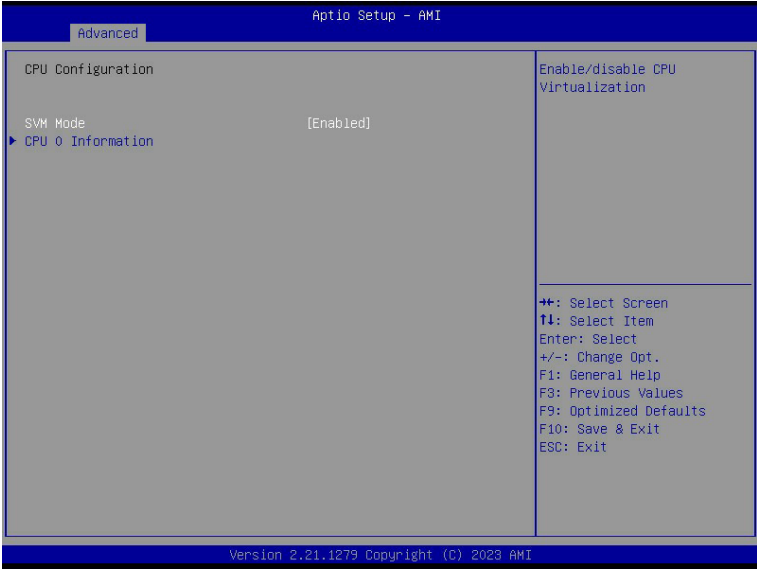 Aptio Setup – AMI
Advanced
CPU Configuration
SVM Mode [Enabled]
CPU 0 Information
Enable/disable CPU
Virtualization
→←: Select Screen
↑↓: Select Item
Enter: Select
+/-: Change Opt.
F1: General Help
F3: Previous Values
F9: Optimized Defaults
F10: Save & Exit
ESC: Exit
Version 2.21.1279 Copyright (C) 2023 AMI